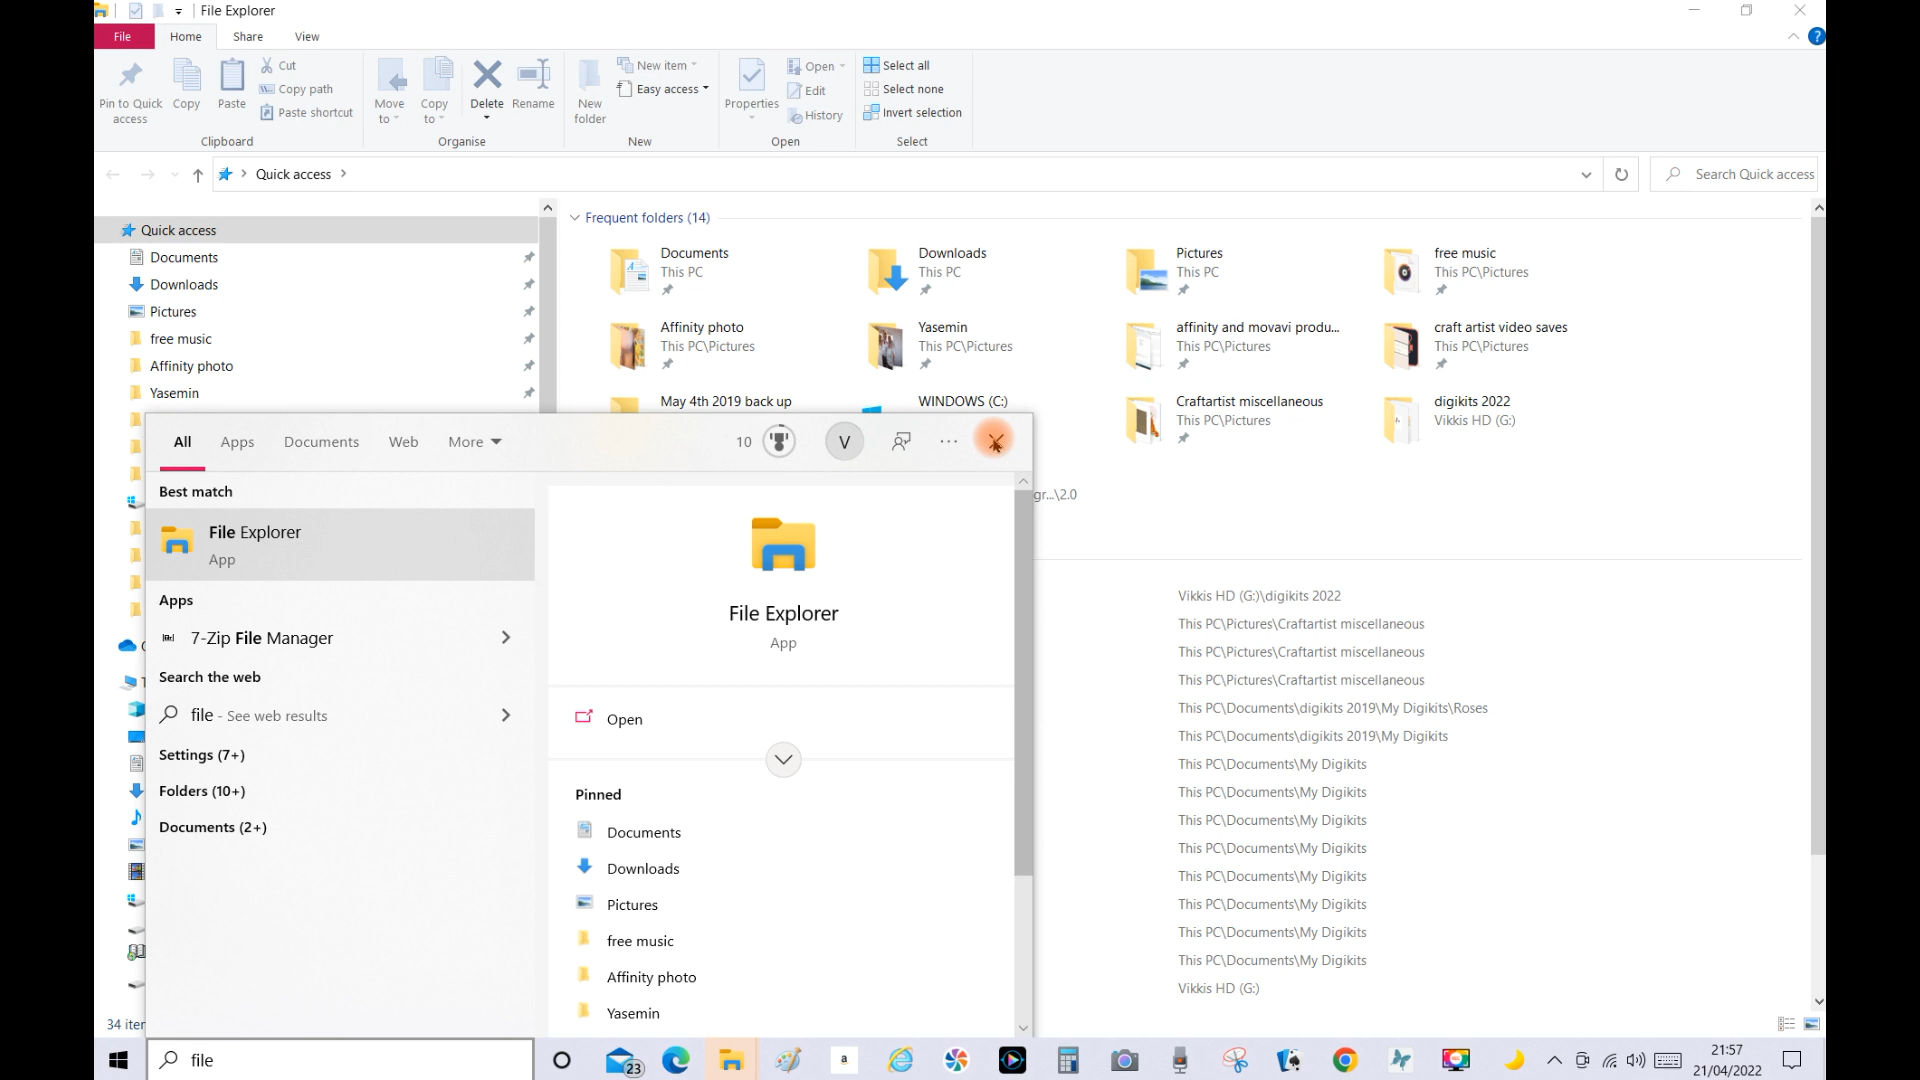 File Explorer
File Home Share View
Pin to Quick access
Copy
Paste
Cut
Copy path
Paste shortcut
Clipboard
Move to
Copy to
Delete
Rename
Organise
New folder
New item
Easy access
New
Properties
Open
Edit
History
Open
Select all
Select none
Invert selection
Select
Quick access
Search Quick access
Quick access
Documents
Downloads
Pictures
free music
Affinity photo
Yasemin
Frequent folders (14)
Documents
This PC
Downloads
This PC
Pictures
This PC
free music
This PC\Pictures
Affinity photo
This PC\Pictures
Yasemin
This PC\Pictures
affinity and movavi produ...
This PC\Pictures
craft artist video saves
This PC\Pictures
May 4th 2019 back up
WINDOWS (C:)
Craftartist miscellaneous
This PC\Pictures
digikits 2022
Vikkis HD (G:)
gr...\2.0
Vikkis HD (G:)\digikits 2022
This PC\Pictures\Craftartist miscellaneous
This PC\Pictures\Craftartist miscellaneous
This PC\Pictures\Craftartist miscellaneous
This PC\Documents\digikits 2019\My Digikits\Roses
This PC\Documents\digikits 2019\My Digikits
This PC\Documents\My Digikits
This PC\Documents\My Digikits
This PC\Documents\My Digikits
This PC\Documents\My Digikits
This PC\Documents\My Digikits
This PC\Documents\My Digikits
This PC\Documents\My Digikits
This PC\Documents\My Digikits
Vikkis HD (G:)
All Apps Documents Web More 10 V
Best match
File Explorer
App
Apps
7-Zip File Manager
Search the web
file - See web results
Settings (7+)
Folders (10+)
Documents (2+)
File Explorer
App
Open
Pinned
Documents
Downloads
Pictures
free music
Affinity photo
Yasemin
34 iter
file
23
a
21:57
21/04/2022